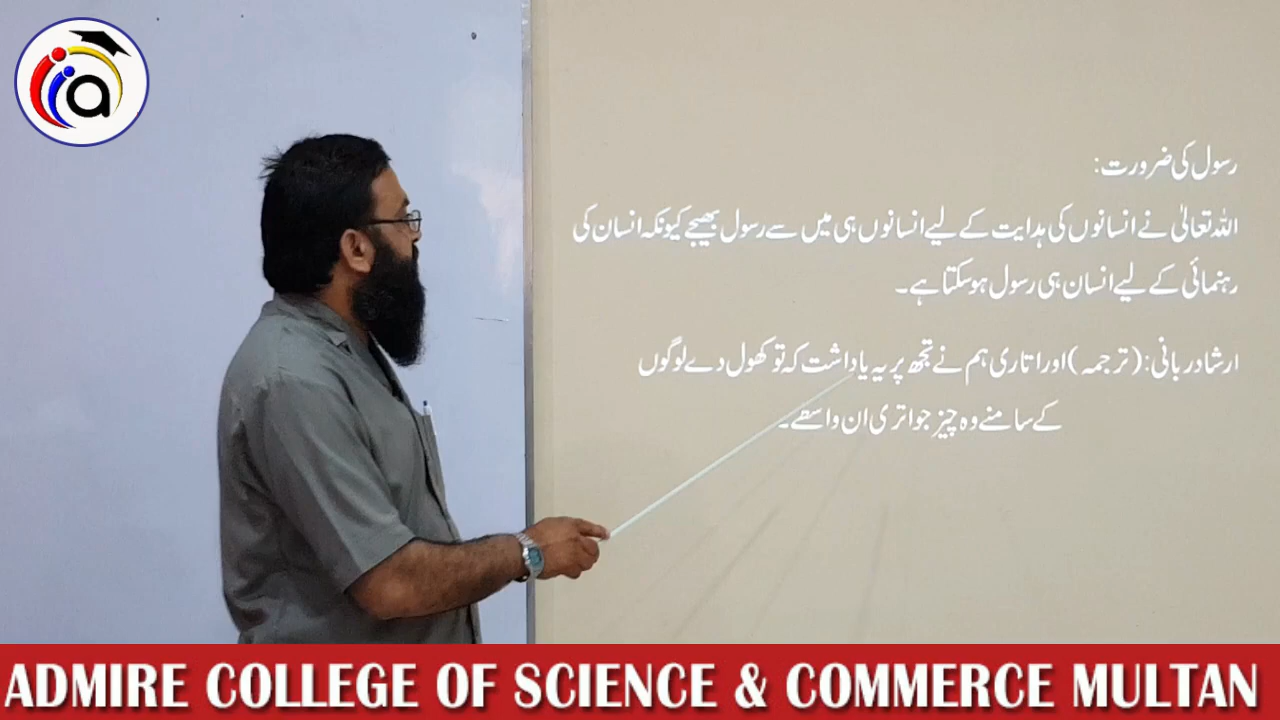 رسول کی ضرورت:
اللہ تعالیٰ نے انسانوں کی ہدایت کے لیے انسانوں ہی میں سے رسول بھیجے کیونکہ انسان کی
رہنمائی کے لیے انسان ہی رسول ہو سکتا ہے۔
ارشاد ربانی: (ترجمہ) اور اتاری ہم نے تجھ پر یہ یاداشت کہ تو کھول دے لوگوں
کے سامنے وہ چیز جو اتری ان واسطے۔
a
ADMIRE COLLEGE OF SCIENCE & COMMERCE MULTAN